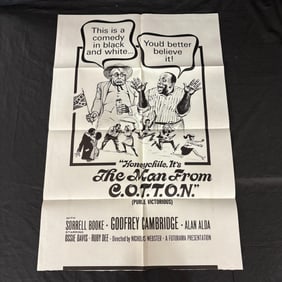 This is a
comedy
in black
and white...
You'd better
believe
it!
"Honeychile, It's
The Man From
C.O.T.T.O.N."
(PURLIE VICTORIOUS)
SORRELL BOOKE · GODFREY CAMBRIDGE · ALAN ALDA
OSSIE DAVIS · RUBY DEE · Directed by NICHOLAS WEBSTER · A FUTURAMA PRESENTATION